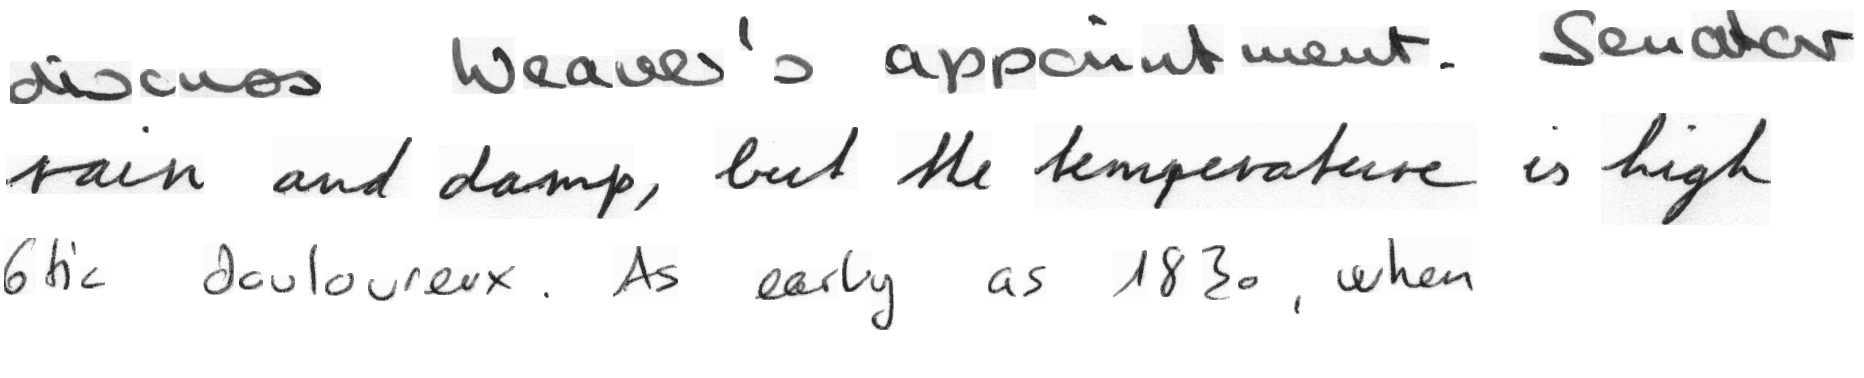 discuss Weaver's appointment. Senator
rain and damp, but the temperature is high
6tic douloureux. As early as 1830, when